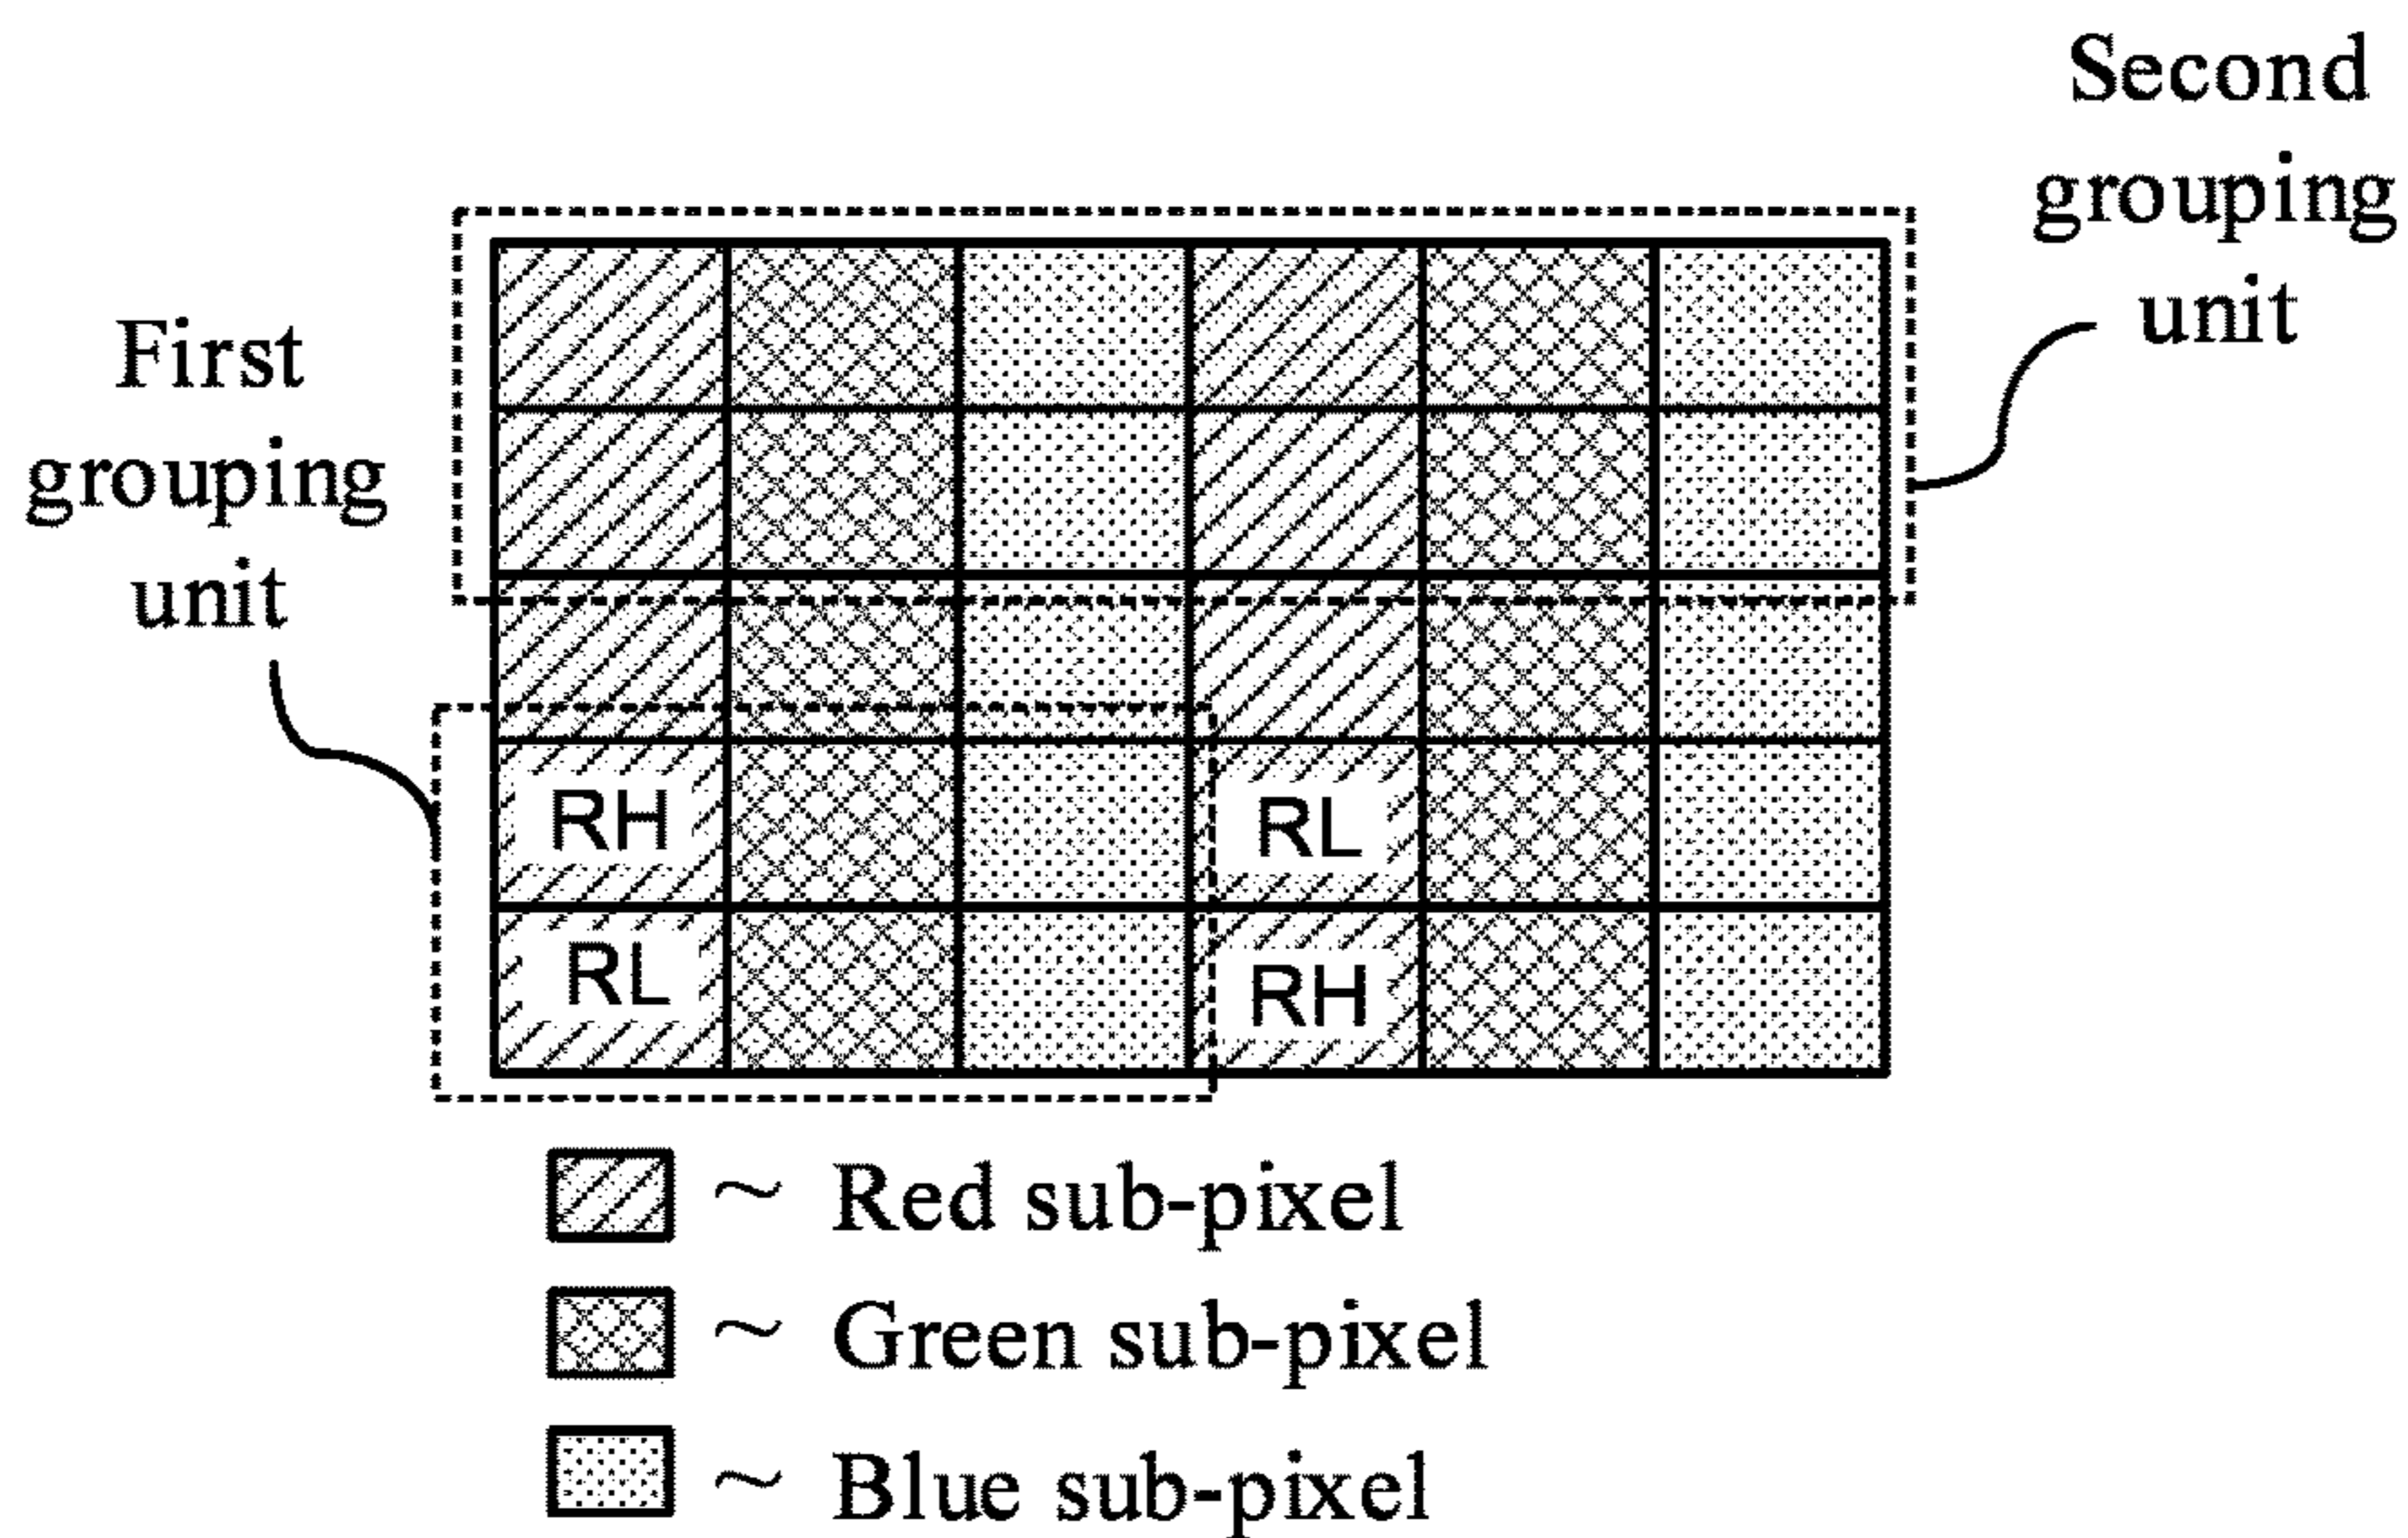 Second
grouping
unit
First
grouping
unit
RH
RL
RL
RH
~ Red sub-pixel
~ Green sub-pixel
~ Blue sub-pixel